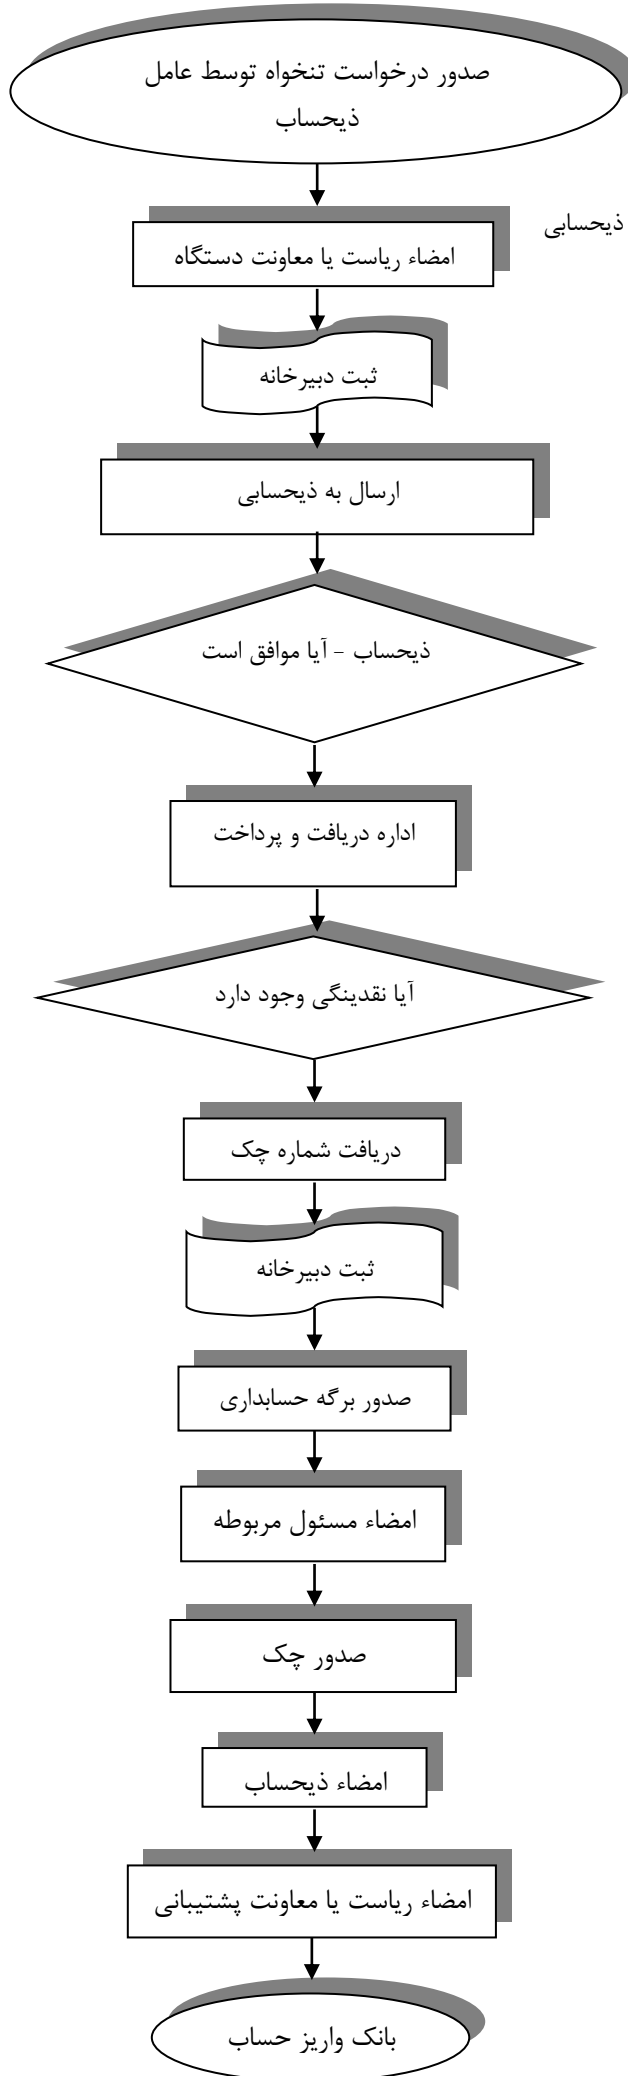 صدور درخواست تنخواه توسط عامل
ذیحساب
ذیحسابی
امضاء ریاست یا معاونت دستگاه
ثبت دبیرخانه
ارسال به ذیحسابی
ذیحساب - آیا موافق است
اداره دریافت و پرداخت
آیا نقدینگی وجود دارد
دریافت شماره چک
ثبت دبیرخانه
صدور برگه حسابداری
امضاء مسئول مربوطه
صدور چک
امضاء ذیحساب
امضاء ریاست یا معاونت پشتیبانی
بانک واریز حساب